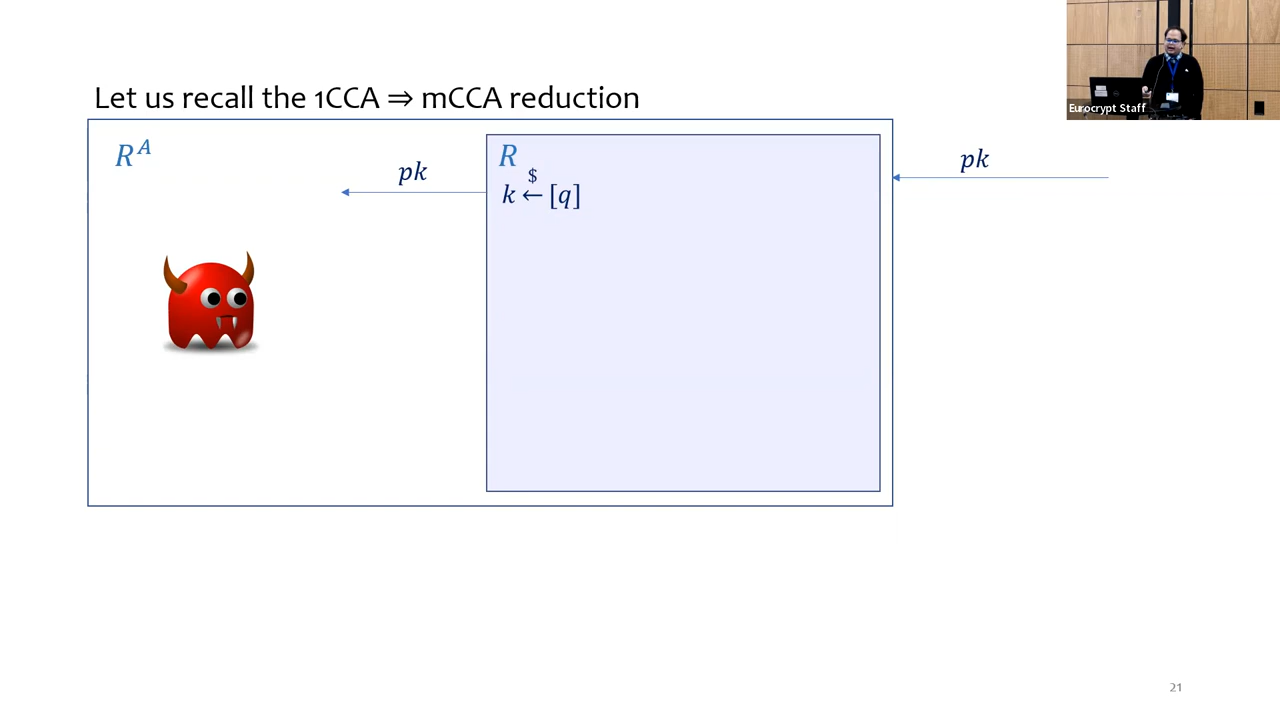 Let us recall the 1CCA ⇒ mCCA reduction
R^A
pk
R
k ←$ [q]
pk
Eurocrypt Staff
21